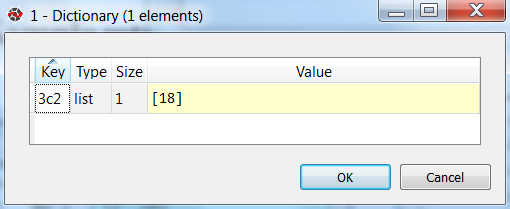 1 - Dictionary (1 elements)
Key Type Size Value
3c2 list 1 [18]
OK Cancel